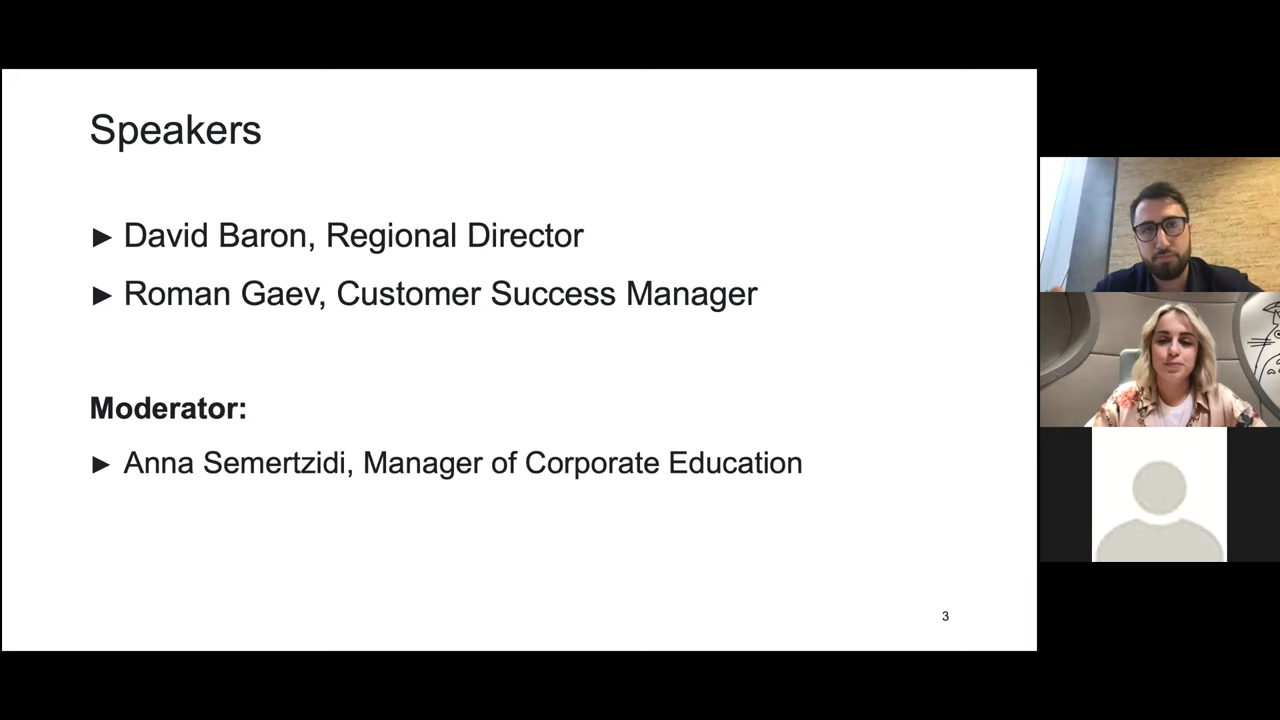 Speakers
► David Baron, Regional Director
► Roman Gaev, Customer Success Manager
Moderator:
► Anna Semertzidi, Manager of Corporate Education
3